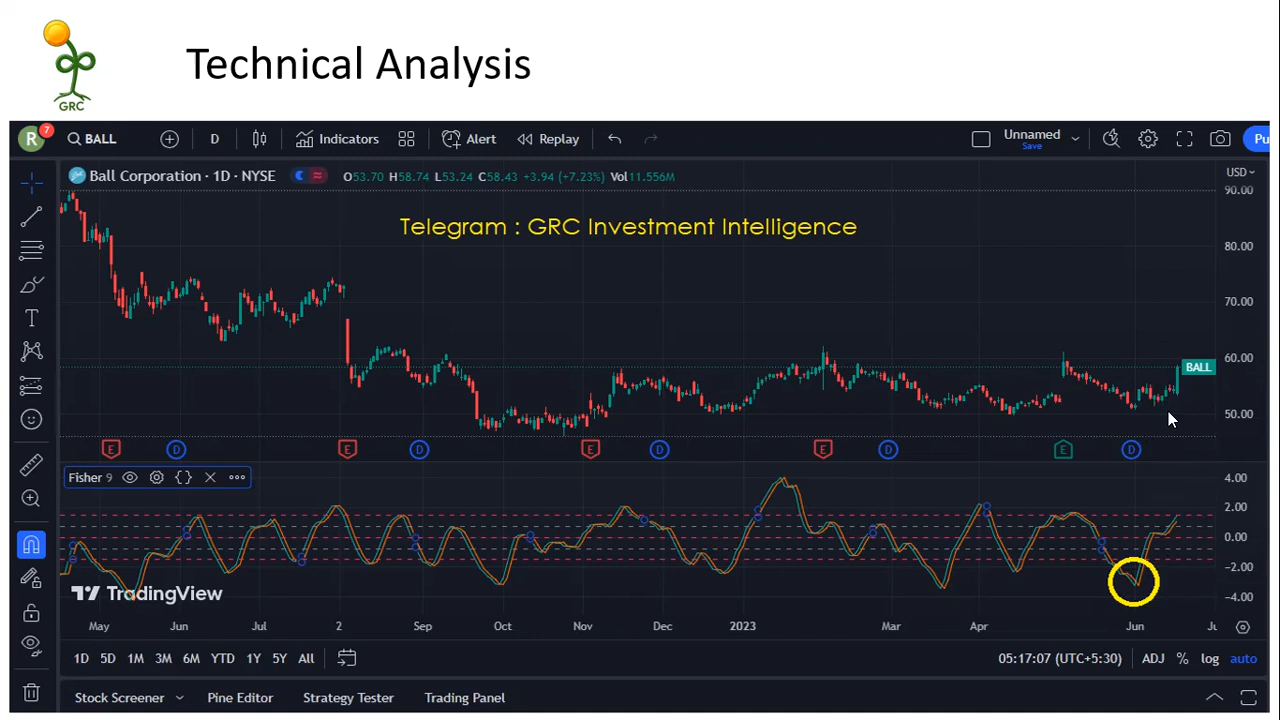 GRC
Technical Analysis
R 7 BALL D Indicators Alert Replay Unnamed Save Pu
Ball Corporation · 1D · NYSE O53.70 H58.74 L53.24 C58.43 +3.94 (+7.23%) Vol11.556M USD
90.00
Telegram : GRC Investment Intelligence
80.00
70.00
60.00
BALL
50.00
E D E D E D E D E D
Fisher 9
4.00
2.00
0.00
−2.00
−4.00
TradingView
May Jun Jul 2 Sep Oct Nov Dec 2023 Mar Apr Jun Ju
1D 5D 1M 3M 6M YTD 1Y 5Y All 05:17:07 (UTC+5:30) ADJ % log auto
Stock Screener Pine Editor Strategy Tester Trading Panel